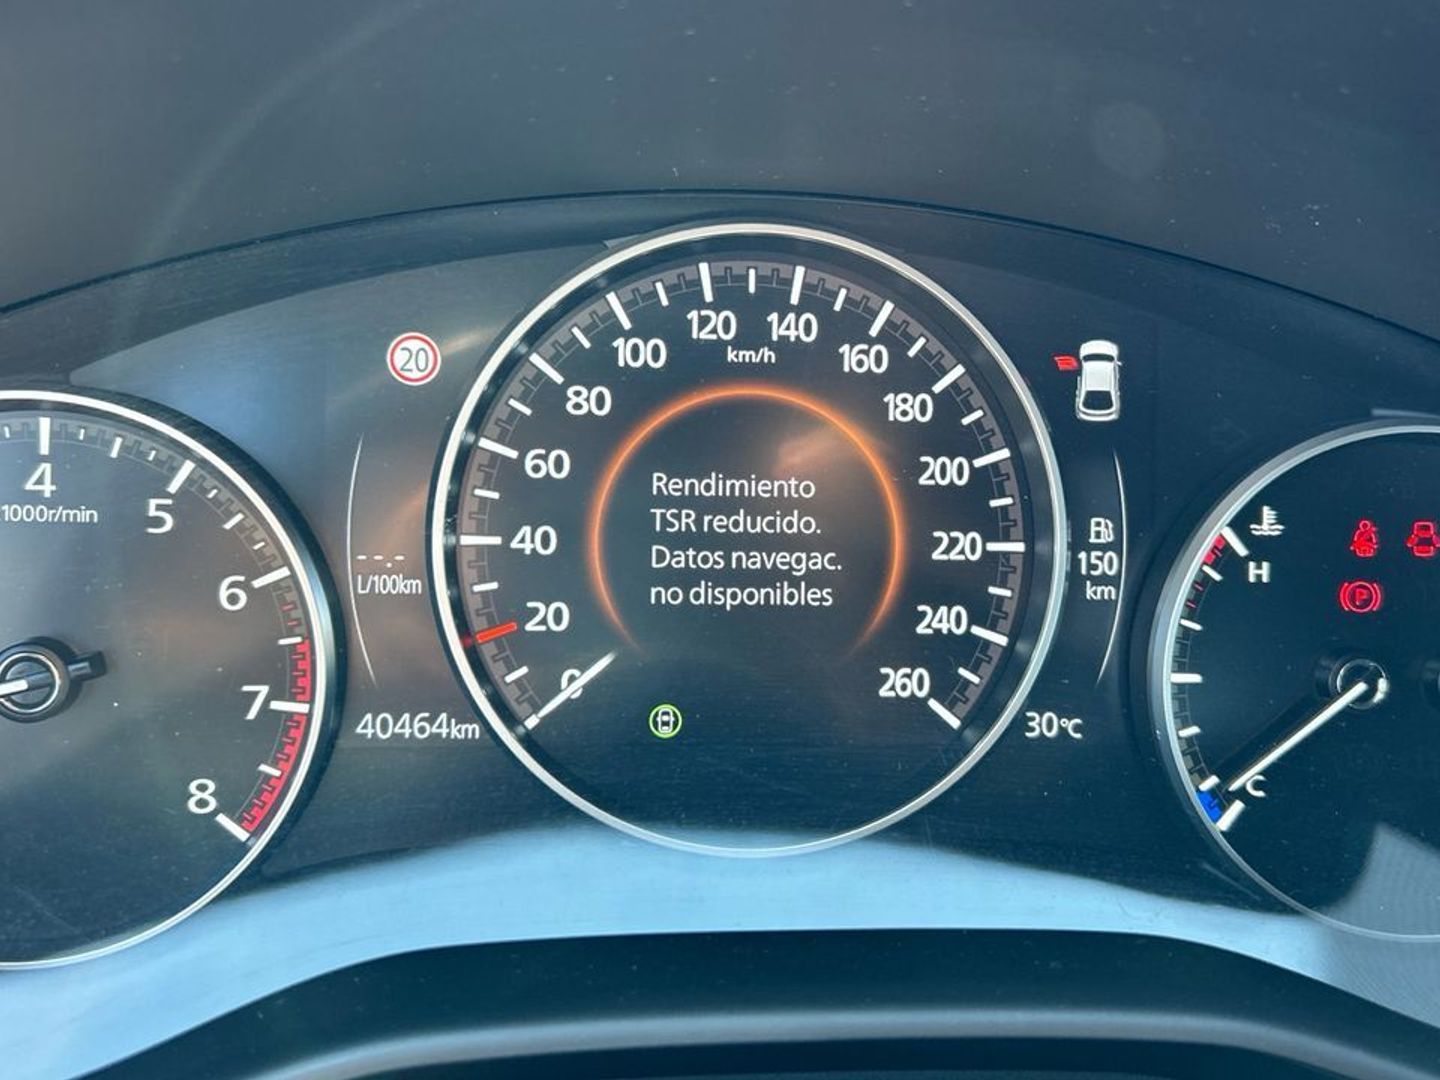 20
4
1000r/min
5
6
7
8
0
20
40
60
80
100
120
140
160
180
200
220
240
260
km/h
Rendimiento
TSR reducido.
Datos navegac.
no disponibles
--.-
L/100km
40464km
150
km
30°C
H
C
P